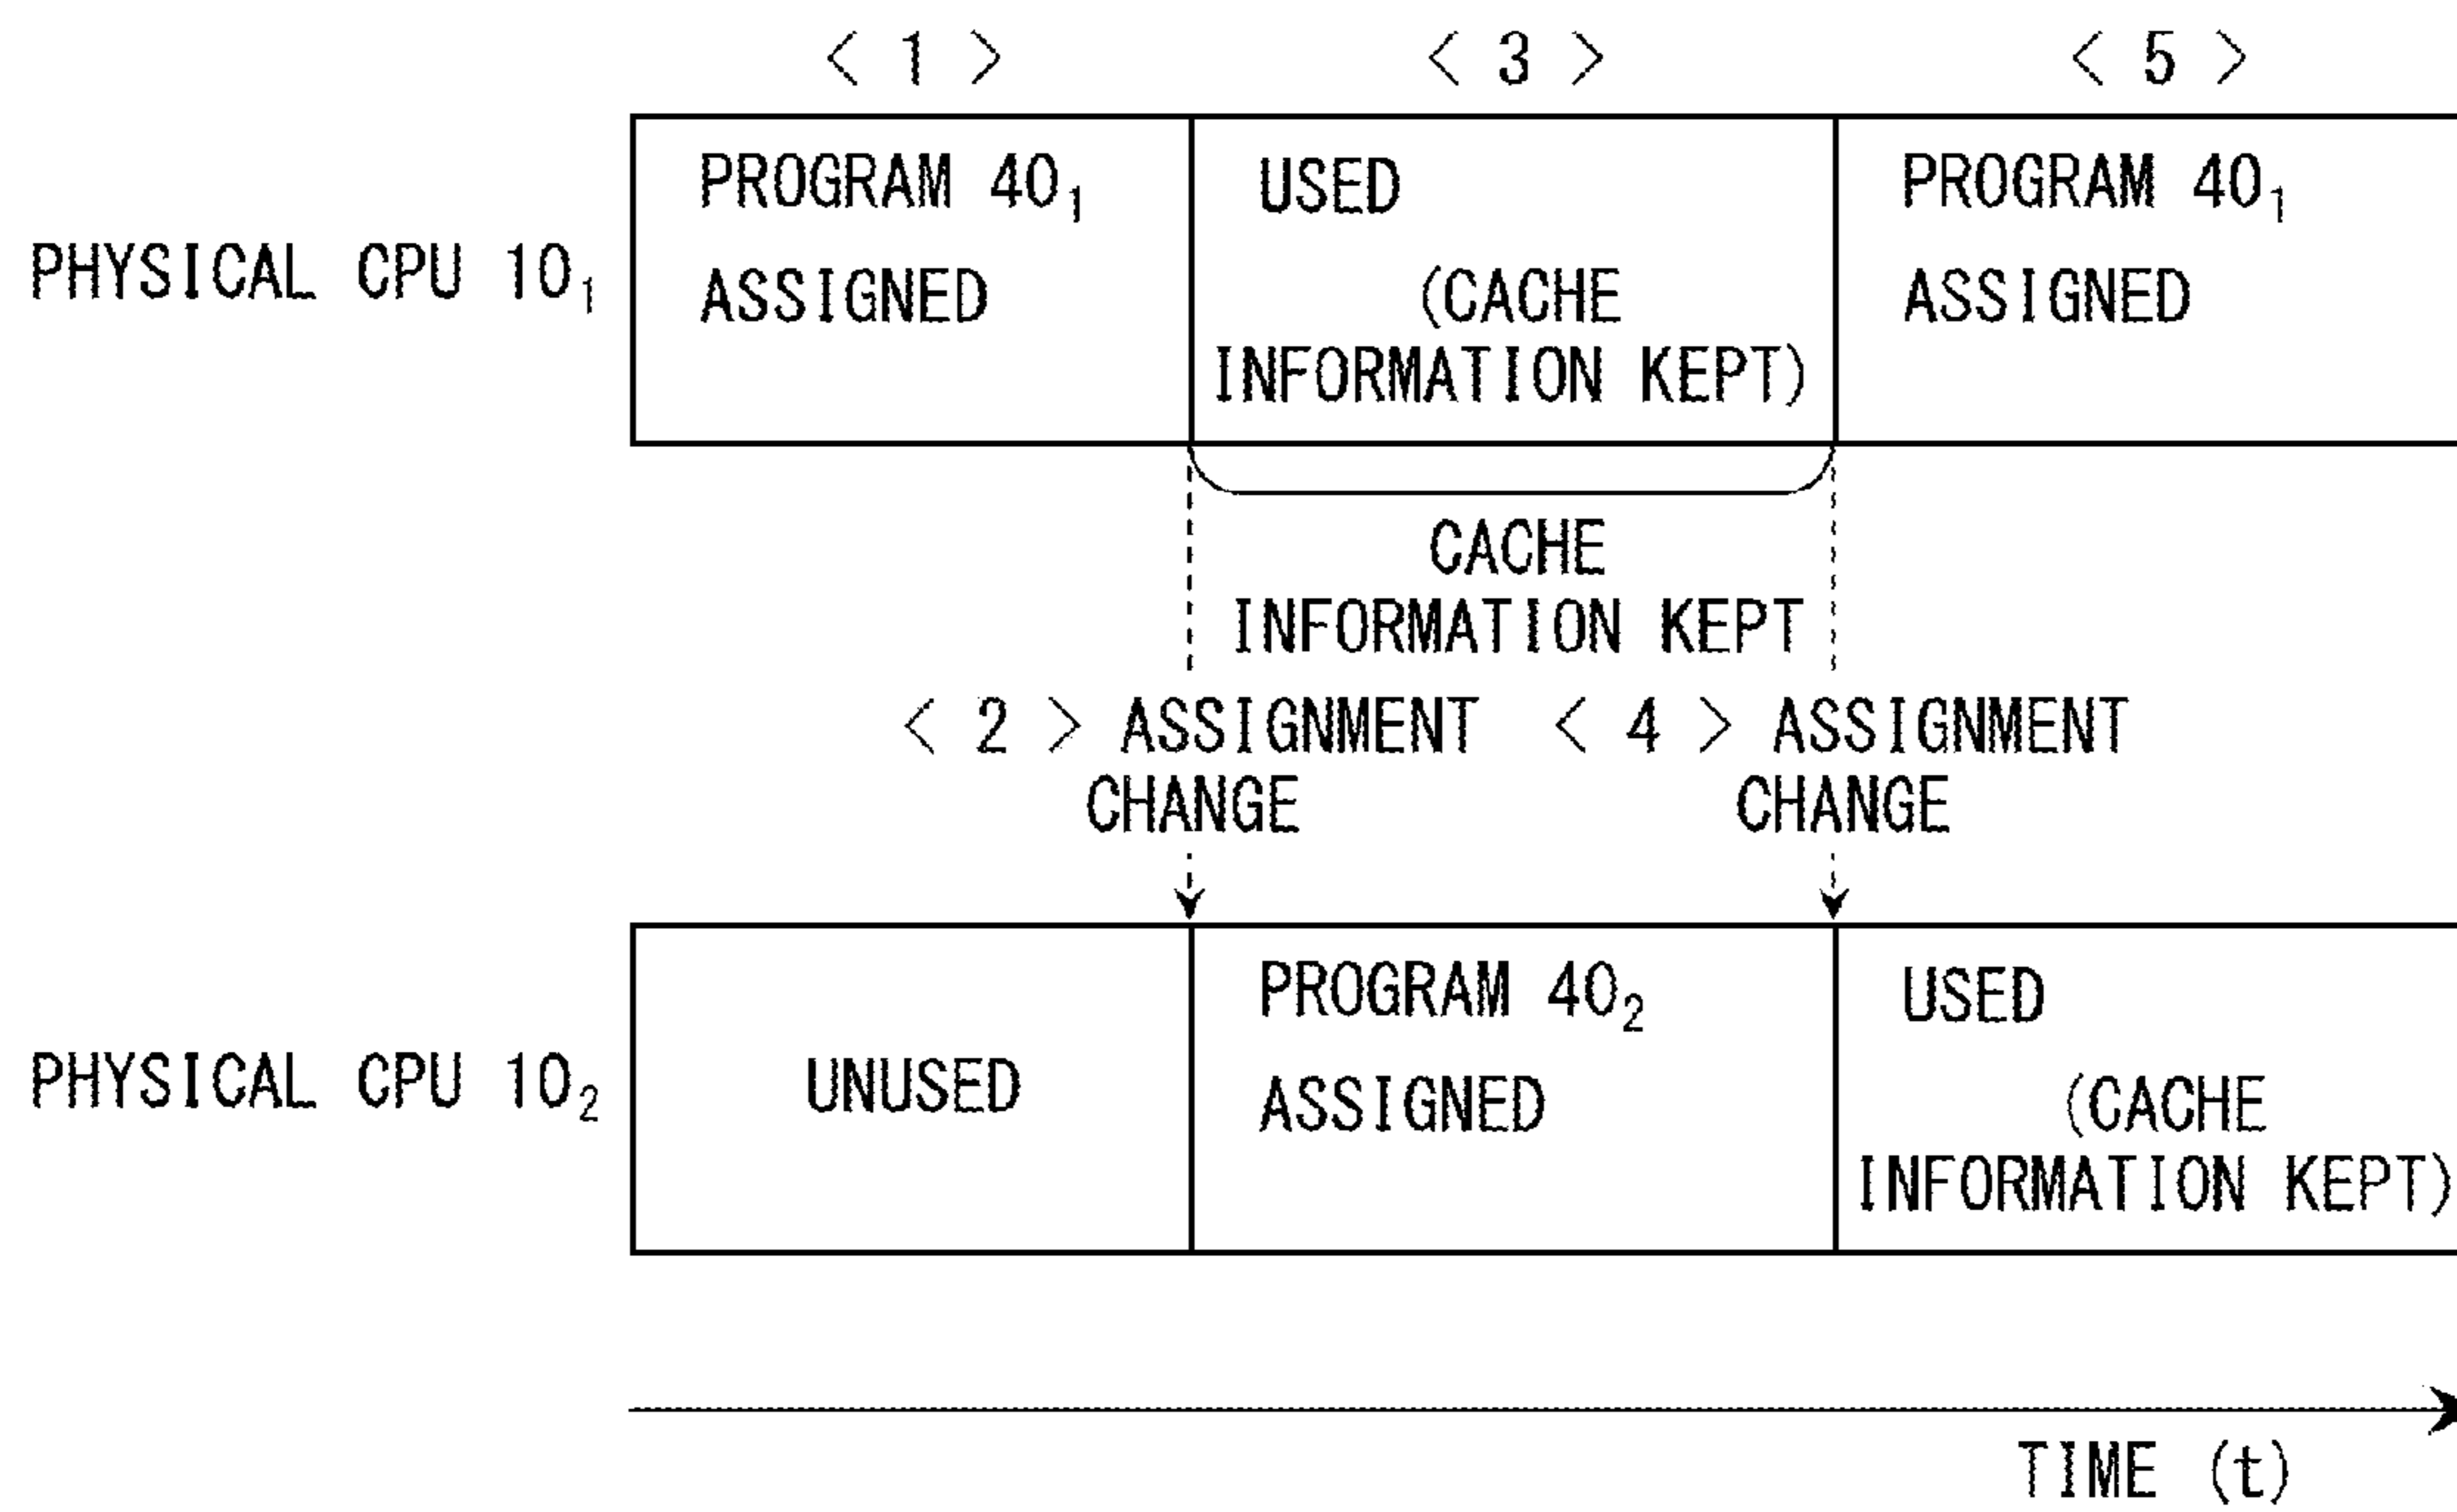 < 1 >
< 3 >
< 5 >
PHYSICAL CPU 10₁
PROGRAM 40₁
ASSIGNED
USED
(CACHE
INFORMATION KEPT)
PROGRAM 40₁
ASSIGNED
CACHE
INFORMATION KEPT
< 2 > ASSIGNMENT
CHANGE
< 4 > ASSIGNMENT
CHANGE
PHYSICAL CPU 10₂
UNUSED
PROGRAM 40₂
ASSIGNED
USED
(CACHE
INFORMATION KEPT)
TIME (t)